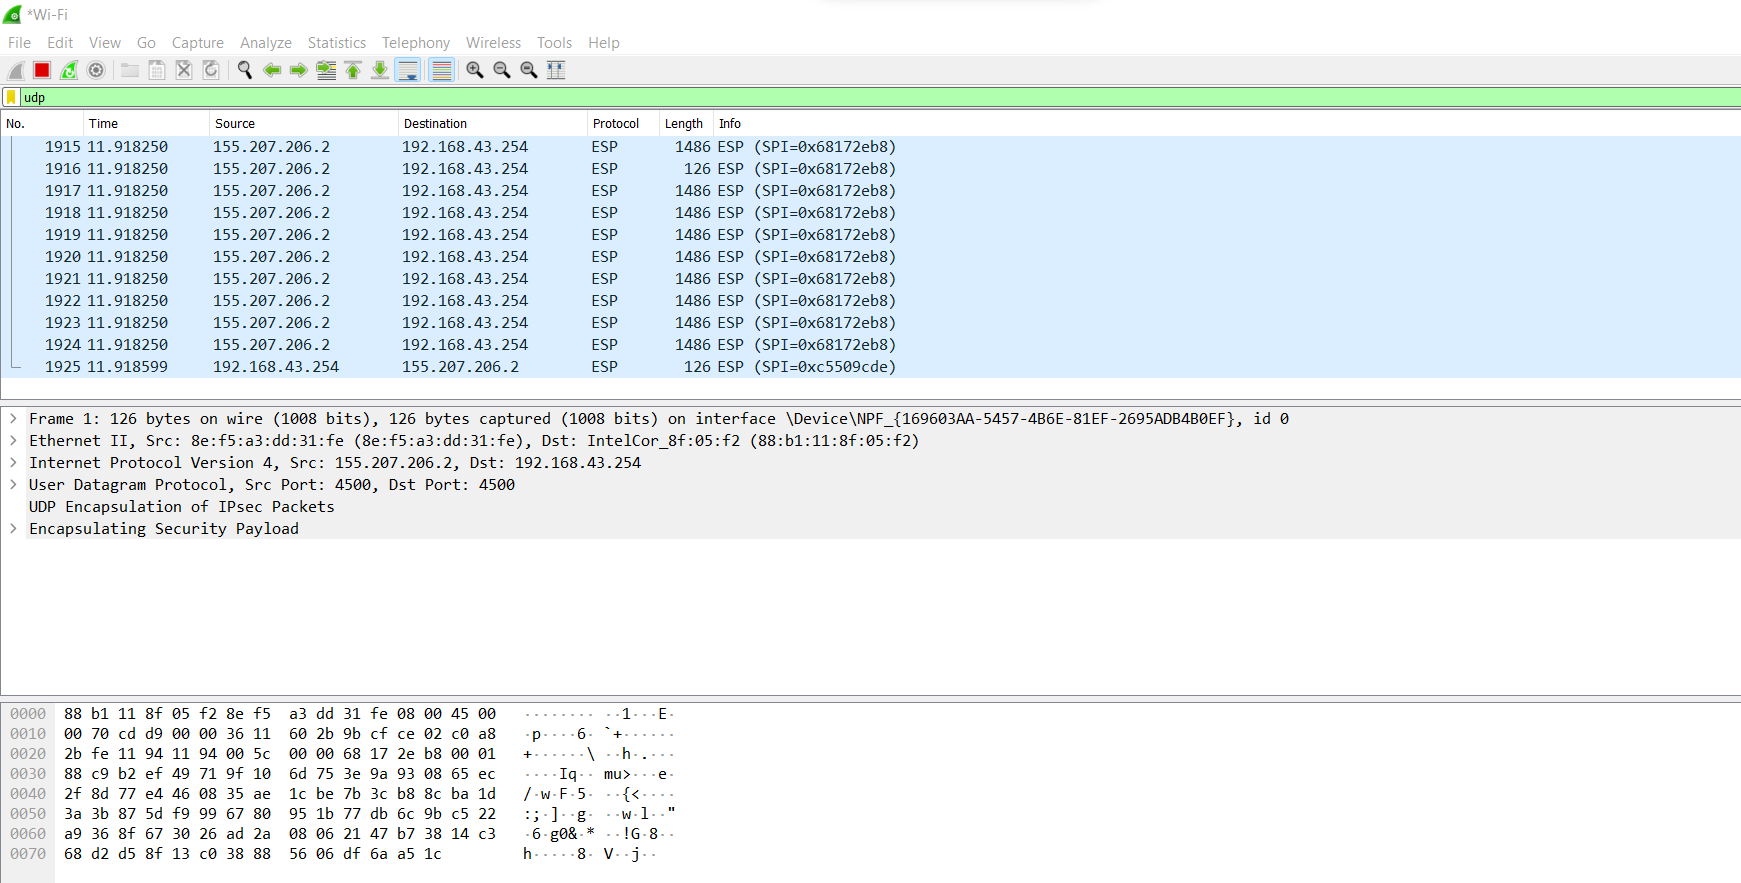 *Wi-Fi
File Edit View Go Capture Analyze Statistics Telephony Wireless Tools Help
udp
No. Time Source Destination Protocol Length Info
1915 11.918250 155.207.206.2 192.168.43.254 ESP 1486 ESP (SPI=0x68172eb8)
1916 11.918250 155.207.206.2 192.168.43.254 ESP 126 ESP (SPI=0x68172eb8)
1917 11.918250 155.207.206.2 192.168.43.254 ESP 1486 ESP (SPI=0x68172eb8)
1918 11.918250 155.207.206.2 192.168.43.254 ESP 1486 ESP (SPI=0x68172eb8)
1919 11.918250 155.207.206.2 192.168.43.254 ESP 1486 ESP (SPI=0x68172eb8)
1920 11.918250 155.207.206.2 192.168.43.254 ESP 1486 ESP (SPI=0x68172eb8)
1921 11.918250 155.207.206.2 192.168.43.254 ESP 1486 ESP (SPI=0x68172eb8)
1922 11.918250 155.207.206.2 192.168.43.254 ESP 1486 ESP (SPI=0x68172eb8)
1923 11.918250 155.207.206.2 192.168.43.254 ESP 1486 ESP (SPI=0x68172eb8)
1924 11.918250 155.207.206.2 192.168.43.254 ESP 1486 ESP (SPI=0x68172eb8)
1925 11.918599 192.168.43.254 155.207.206.2 ESP 126 ESP (SPI=0xc5509cde)
Frame 1: 126 bytes on wire (1008 bits), 126 bytes captured (1008 bits) on interface \Device\NPF_{169603AA-5457-4B6E-81EF-2695ADB4B0EF}, id 0
Ethernet II, Src: 8e:f5:a3:dd:31:fe (8e:f5:a3:dd:31:fe), Dst: IntelCor_8f:05:f2 (88:b1:11:8f:05:f2)
Internet Protocol Version 4, Src: 155.207.206.2, Dst: 192.168.43.254
User Datagram Protocol, Src Port: 4500, Dst Port: 4500
UDP Encapsulation of IPsec Packets
Encapsulating Security Payload
0000 88 b1 11 8f 05 f2 8e f5 a3 dd 31 fe 08 00 45 00 ········ ··1···E·
0010 00 70 cd d9 00 00 36 11 60 2b 9b cf ce 02 c0 a8 ·p····6· `+······
0020 2b fe 11 94 11 94 00 5c 00 00 68 17 2e b8 00 01 +······\ ··h·.···
0030 88 c9 b2 ef 49 71 9f 10 6d 75 3e 9a 93 08 65 ec ····Iq·· mu>···e·
0040 2f 8d 77 e4 46 08 35 ae 1c be 7b 3c b8 8c ba 1d /·w·F·5· ··{<····
0050 3a 3b 87 5d f9 99 67 80 95 1b 77 db 6c 9b c5 22 :;·]··g· ··w·l··"
0060 a9 36 8f 67 30 26 ad 2a 08 06 21 47 b7 38 14 c3 ·6·g0&·* ··!G·8··
0070 68 d2 d5 8f 13 c0 38 88 56 06 df 6a a5 1c h·····8· V··j··